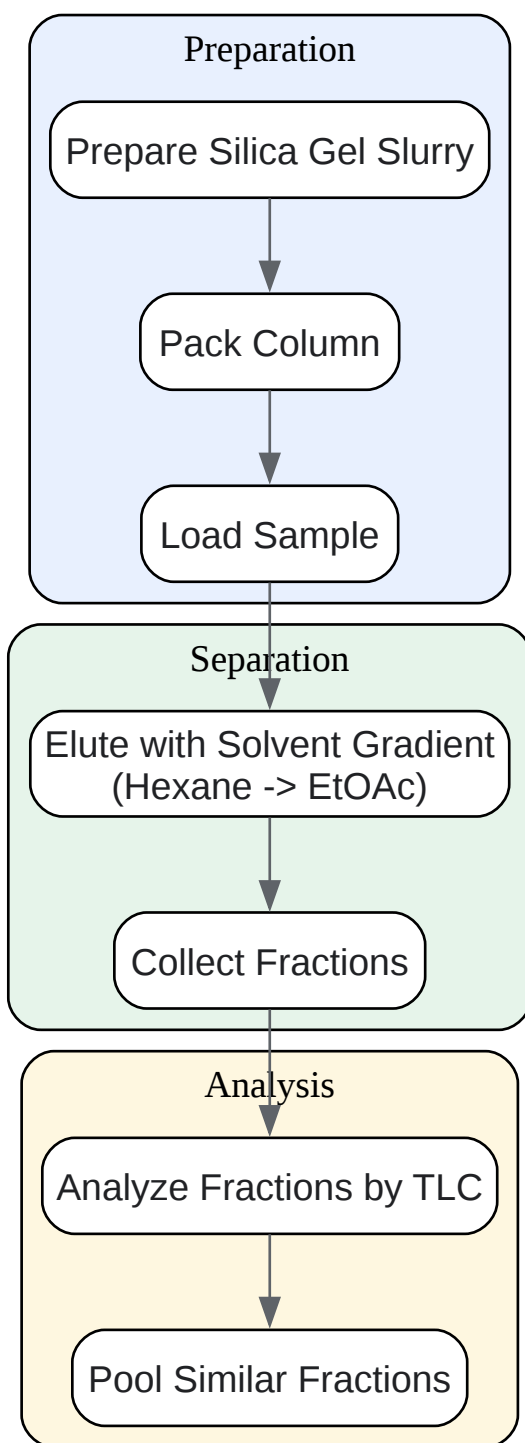 Preparation
Prepare Silica Gel Slurry
Pack Column
Load Sample
Separation
Elute with Solvent Gradient
(Hexane -> EtOAc)
Collect Fractions
Analysis
Analyze Fractions by TLC
Pool Similar Fractions